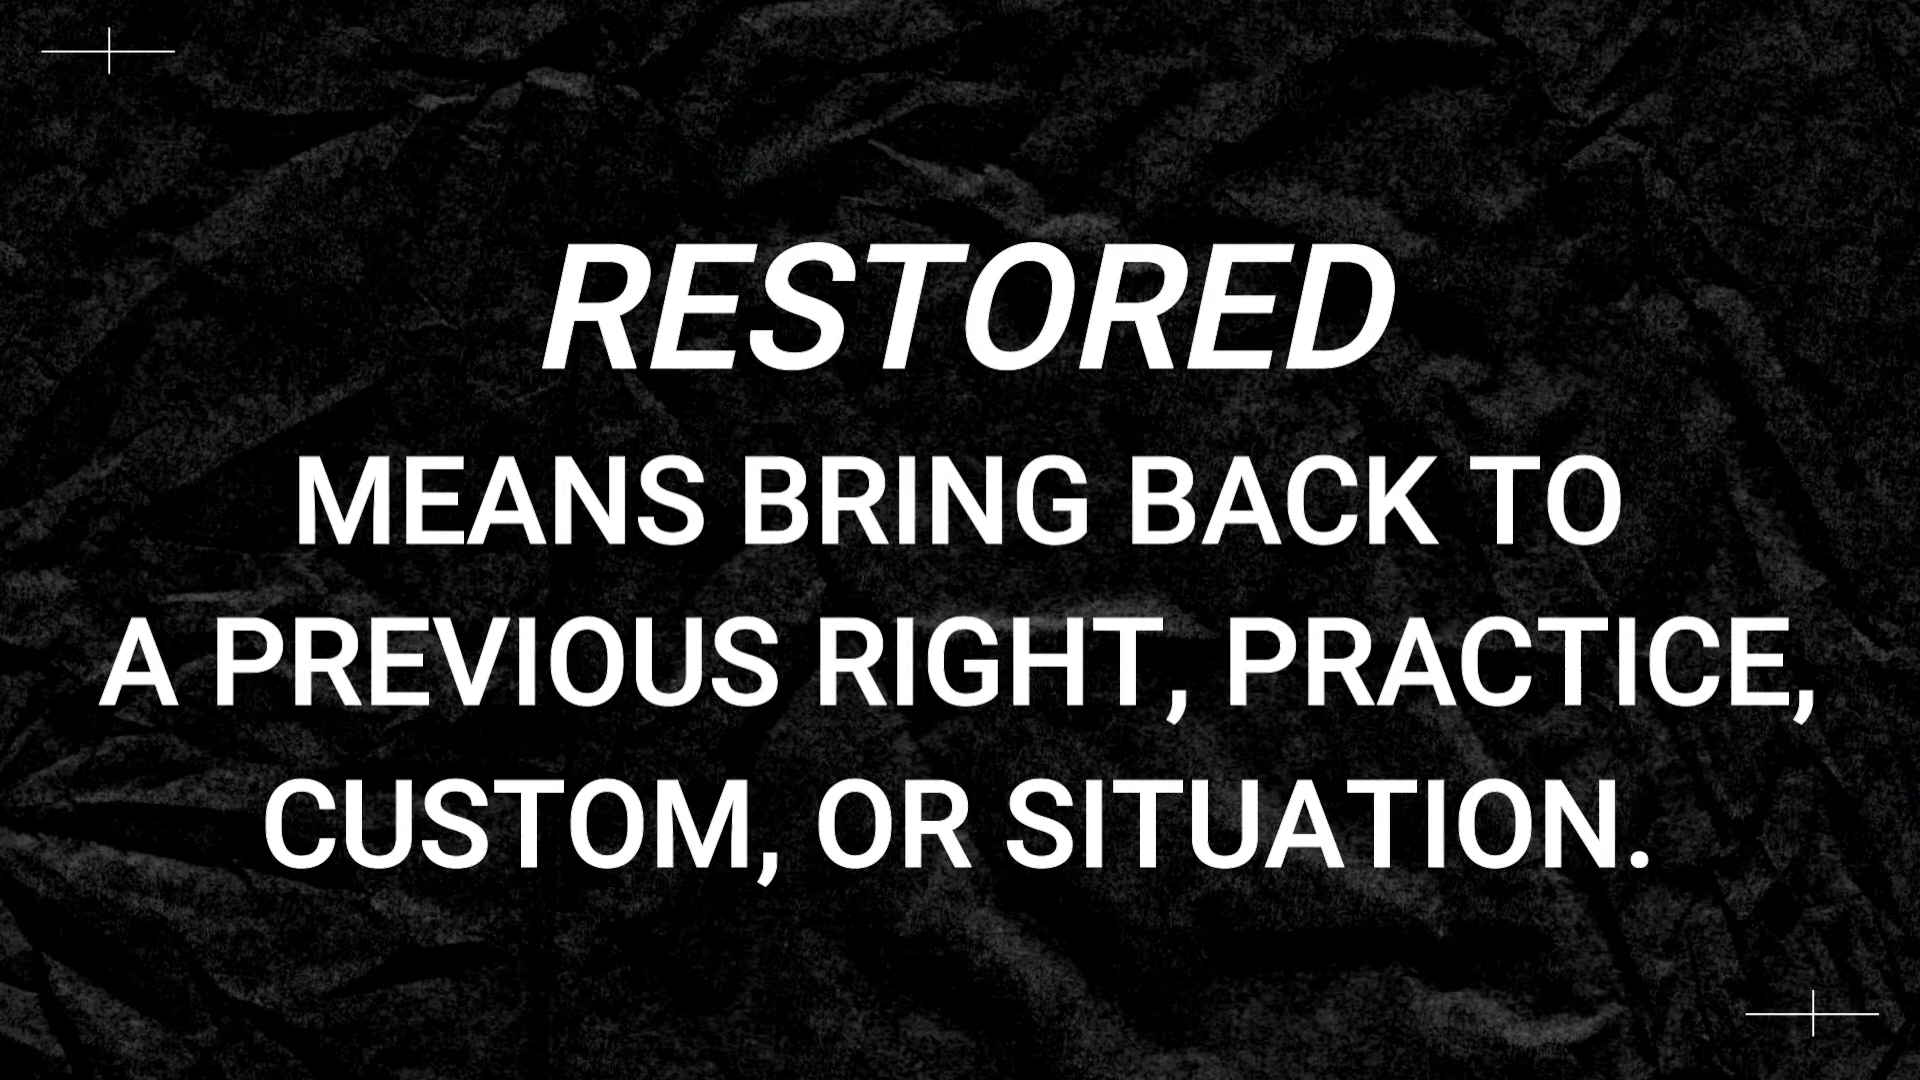 RESTORED
MEANS BRING BACK TO
A PREVIOUS RIGHT, PRACTICE,
CUSTOM, OR SITUATION.